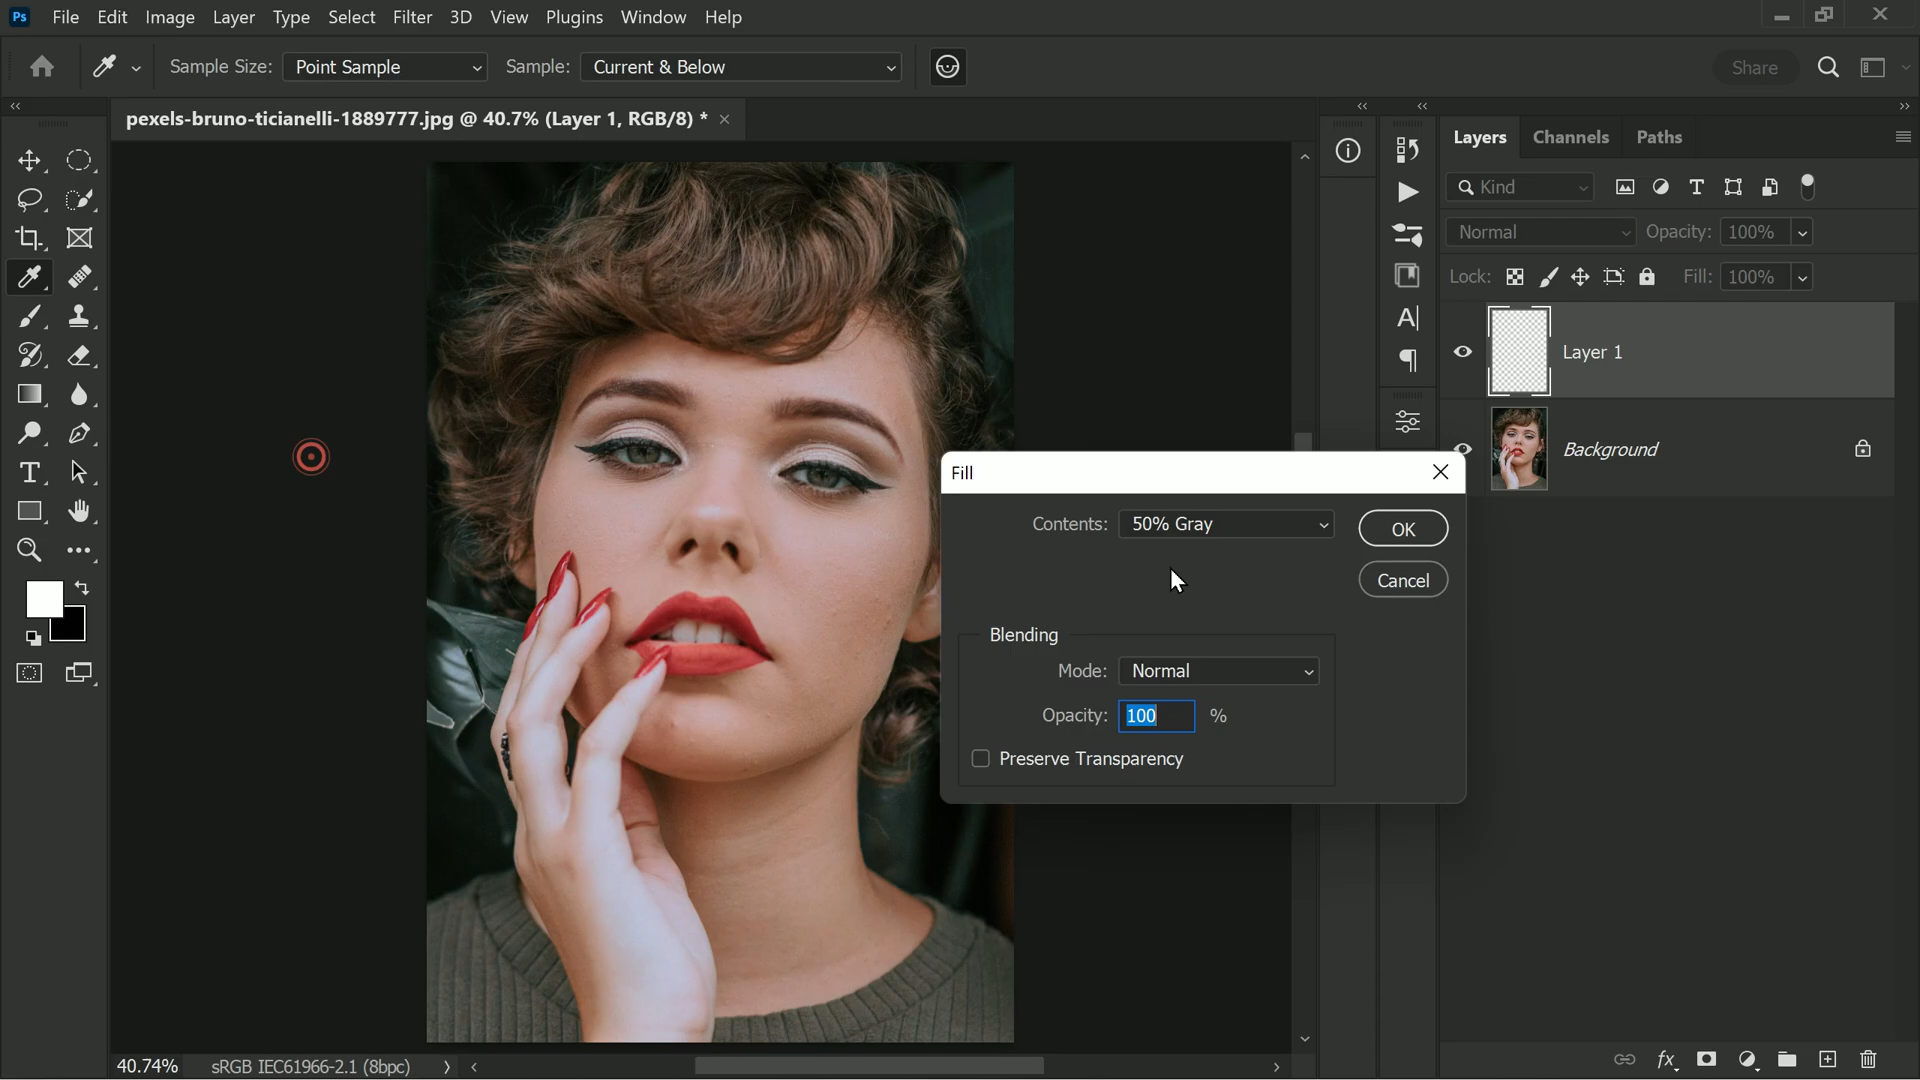 Ps File Edit Image Layer Type Select Filter 3D View Plugins Window Help
Sample Size: Point Sample Sample: Current & Below Share
pexels-bruno-ticianelli-1889777.jpg @ 40.7% (Layer 1, RGB/8) *
Layers Channels Paths
Kind
Normal Opacity: 100%
Lock: Fill: 100%
Layer 1
Background
Fill
Contents: 50% Gray OK
Cancel
Blending
Mode: Normal
Opacity: 100 %
Preserve Transparency
40.74% sRGB IEC61966-2.1 (8bpc)